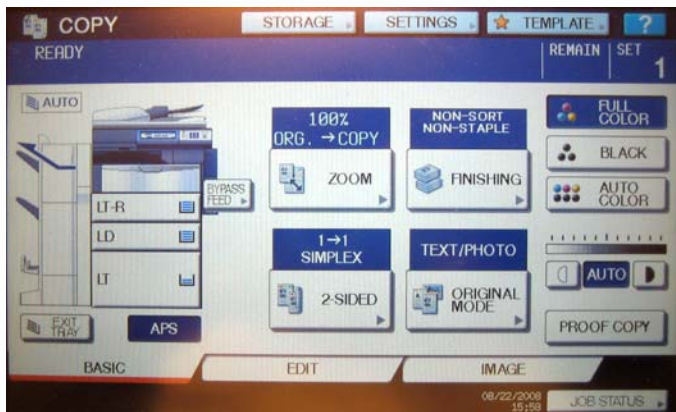 COPY
STORAGE
SETTINGS
TEMPLATE
?
READY
REMAIN
SET
1
AUTO
100%
ORG. →COPY
ZOOM
NON-SORT
NON-STAPLE
FINISHING
FULL
COLOR
BLACK
AUTO
COLOR
BYPASS
FEED
LT-R
LD
LT
1→1
SIMPLEX
2-SIDED
TEXT/PHOTO
ORIGINAL
MODE
AUTO
EXIT
TRAY
APS
PROOF COPY
BASIC
EDIT
IMAGE
08/22/2008
15:59
JOB STATUS